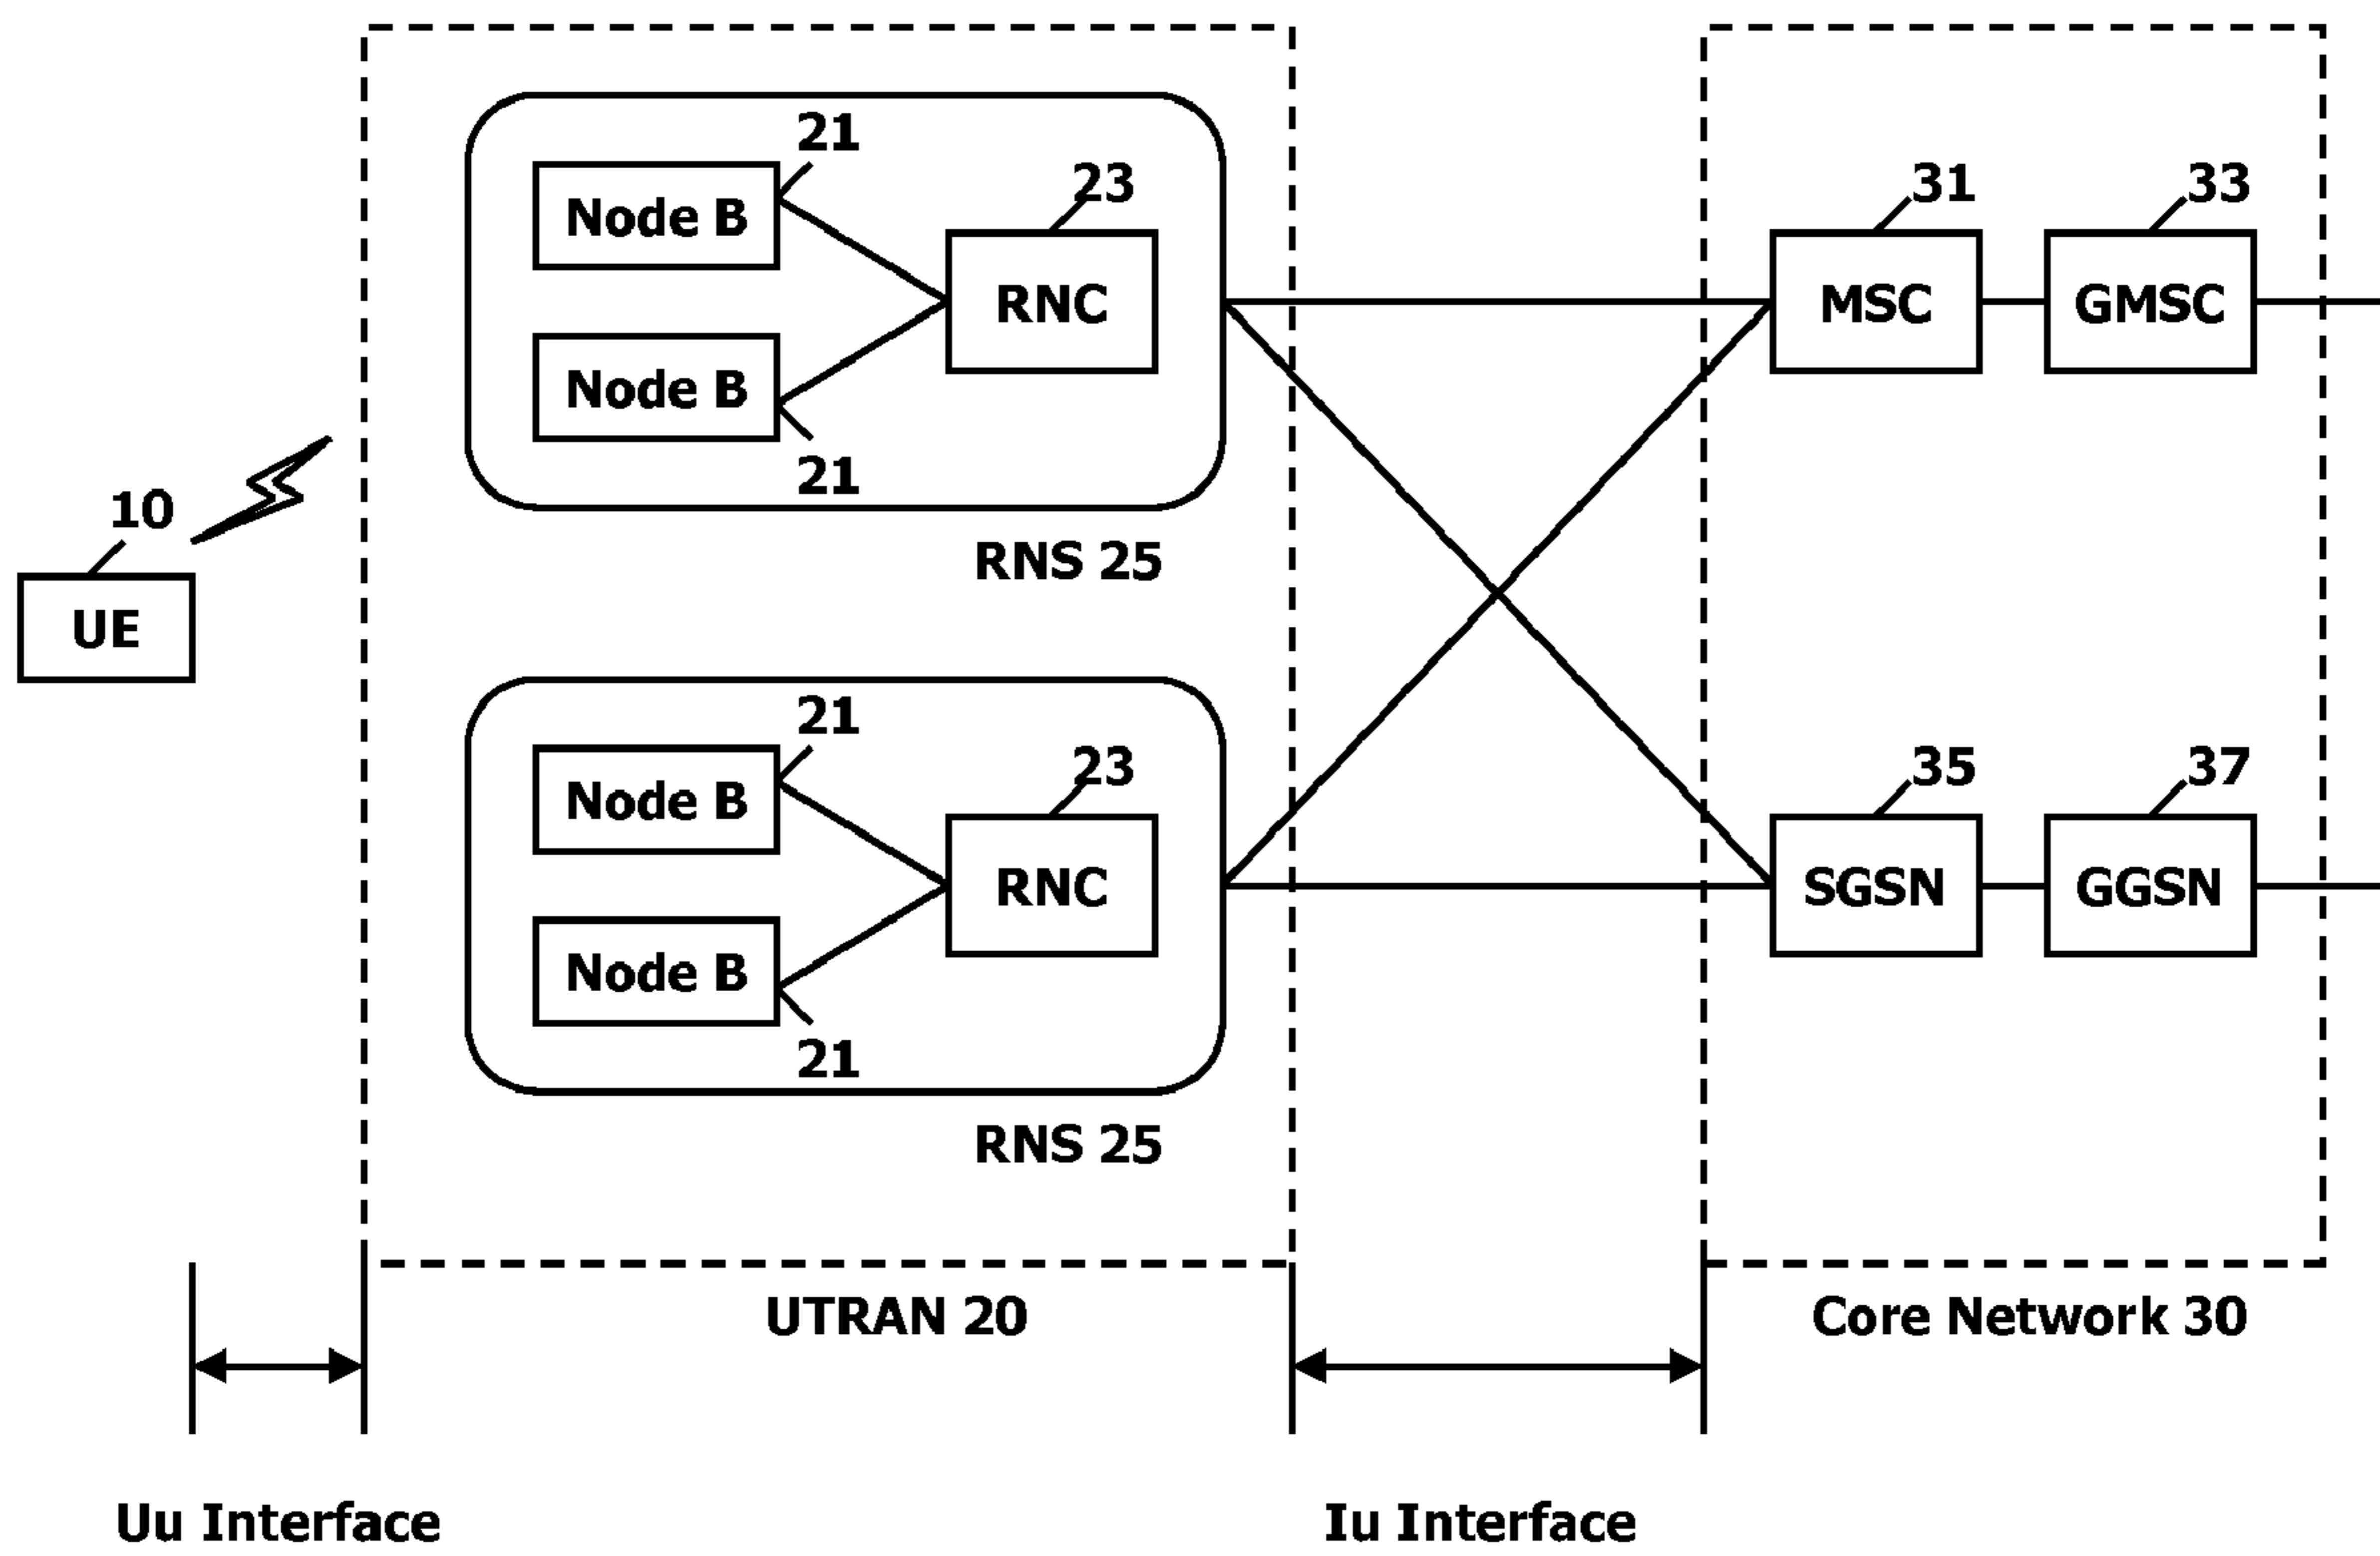 21
Node B
23
RNC
Node B
21
RNS 25
31
MSC
33
GMSC
10
UE
21
Node B
23
RNC
Node B
21
RNS 25
35
SGSN
37
GGSN
UTRAN 20
Core Network 30
Uu Interface
Iu Interface